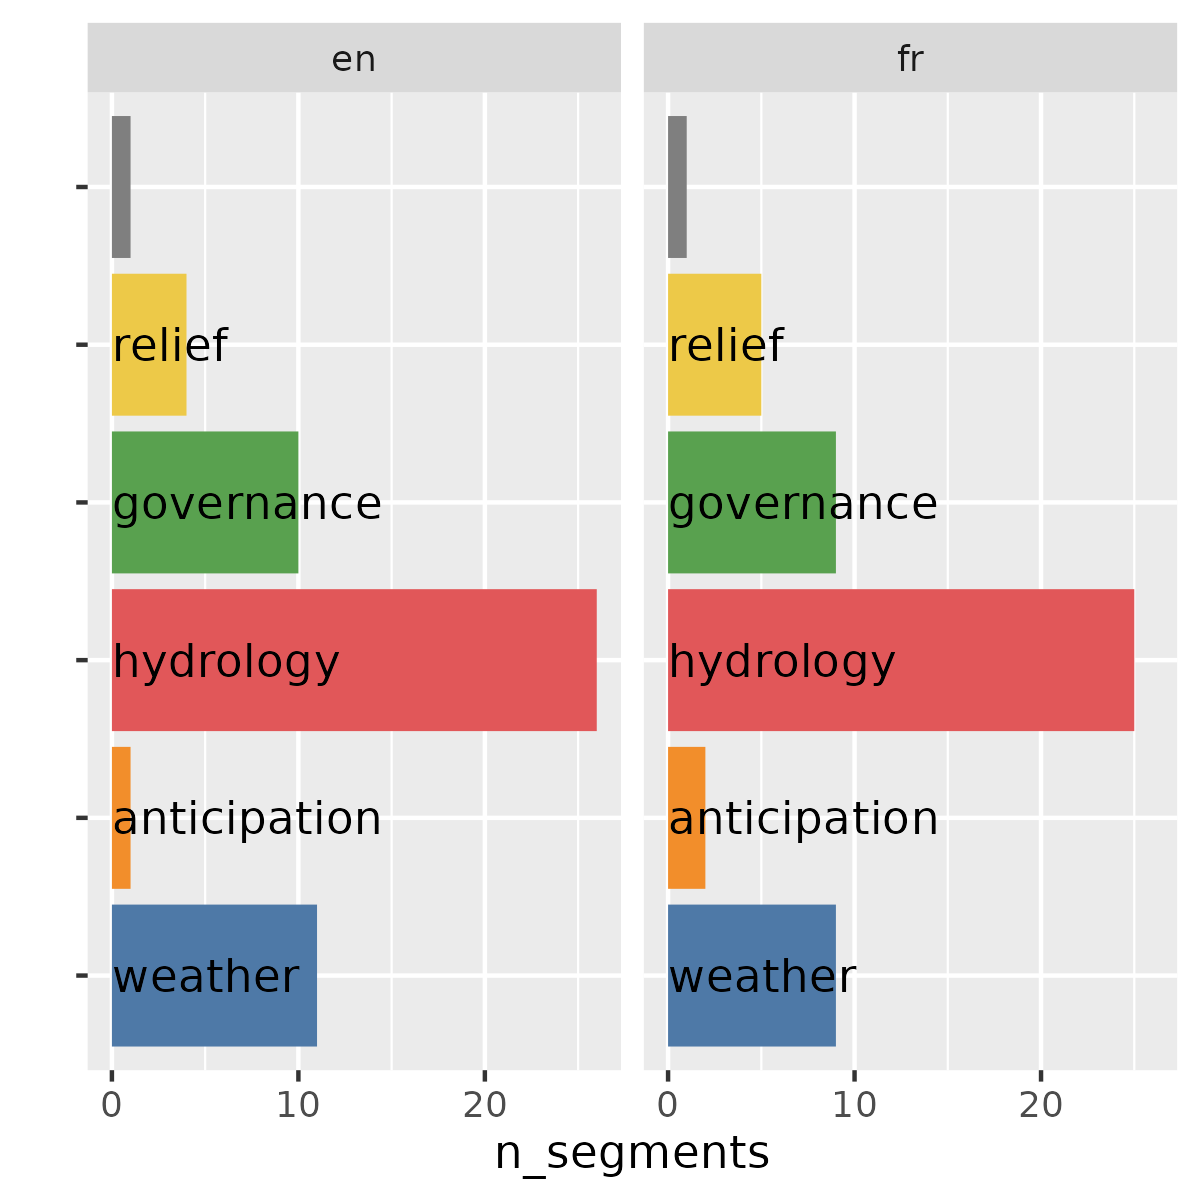 en fr
relief relief
governance governance
hydrology hydrology
anticipation anticipation
weather weather
0 10 20 0 10 20
n_segments